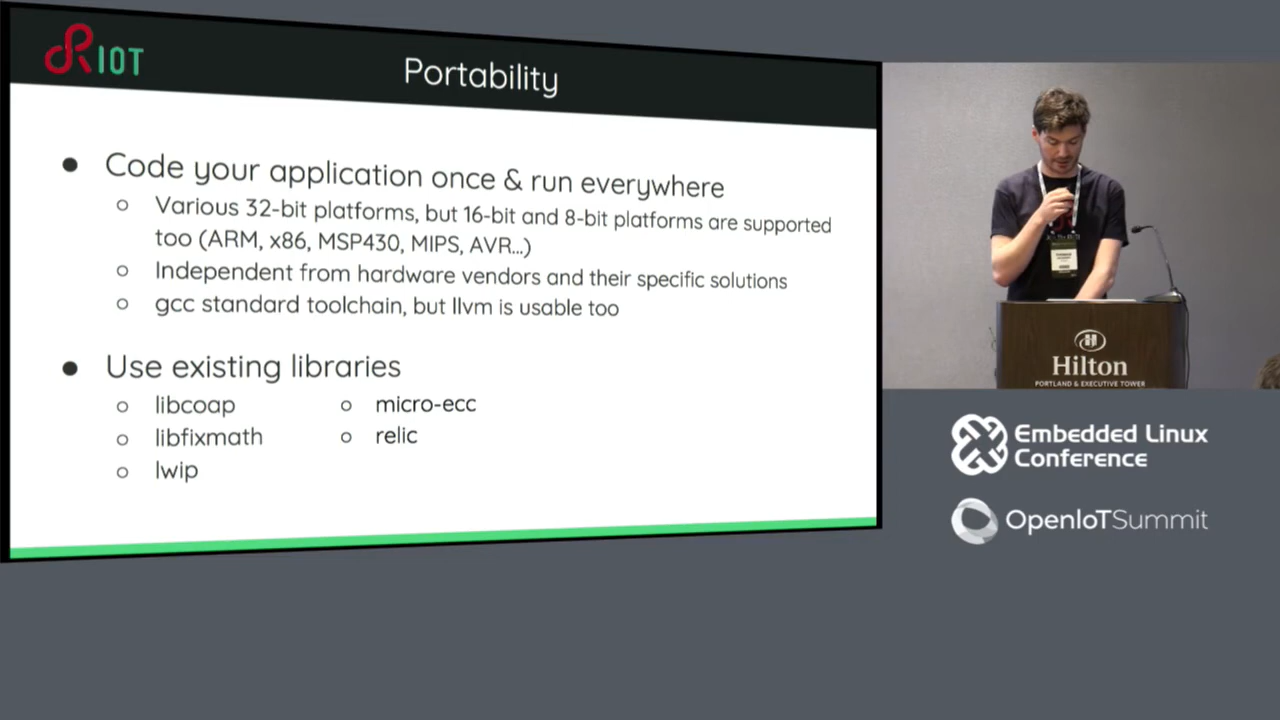 RIOT
Portability
Code your application once & run everywhere
Various 32-bit platforms, but 16-bit and 8-bit platforms are supported
too (ARM, x86, MSP430, MIPS, AVR...)
Independent from hardware vendors and their specific solutions
gcc standard toolchain, but llvm is usable too
Use existing libraries
libcoap
libfixmath
lwip
micro-ecc
relic
Hilton
PORTLAND & EXECUTIVE TOWER
Embedded Linux
Conference
OpenIoTSummit